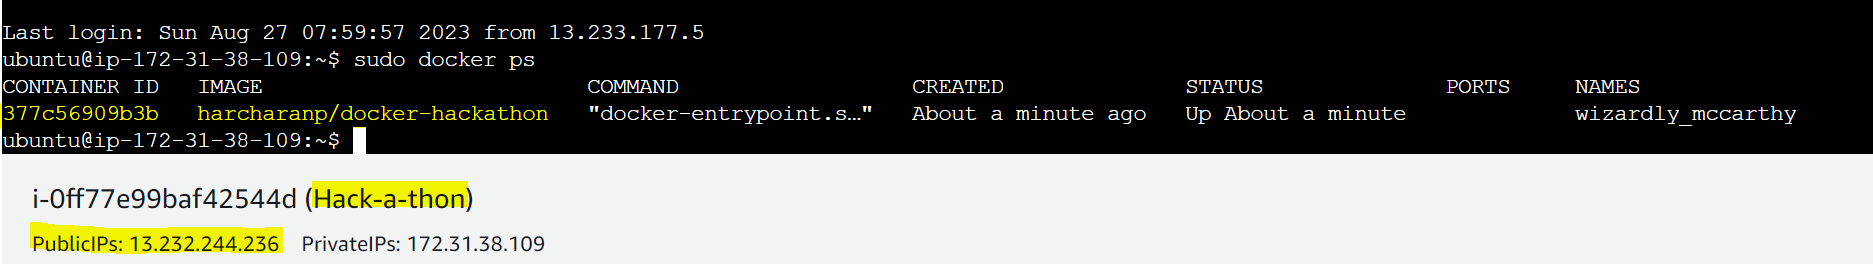 Last login: Sun Aug 27 07:59:57 2023 from 13.233.177.5
ubuntu@ip-172-31-38-109:~$ sudo docker ps
CONTAINER ID   IMAGE                         COMMAND                  CREATED              STATUS              PORTS     NAMES
377c56909b3b   harcharanp/docker-hackathon   "docker-entrypoint.s…"   About a minute ago   Up About a minute             wizardly_mccarthy
ubuntu@ip-172-31-38-109:~$
i-0ff77e99baf42544d (Hack-a-thon)
PublicIPs: 13.232.244.236   PrivateIPs: 172.31.38.109